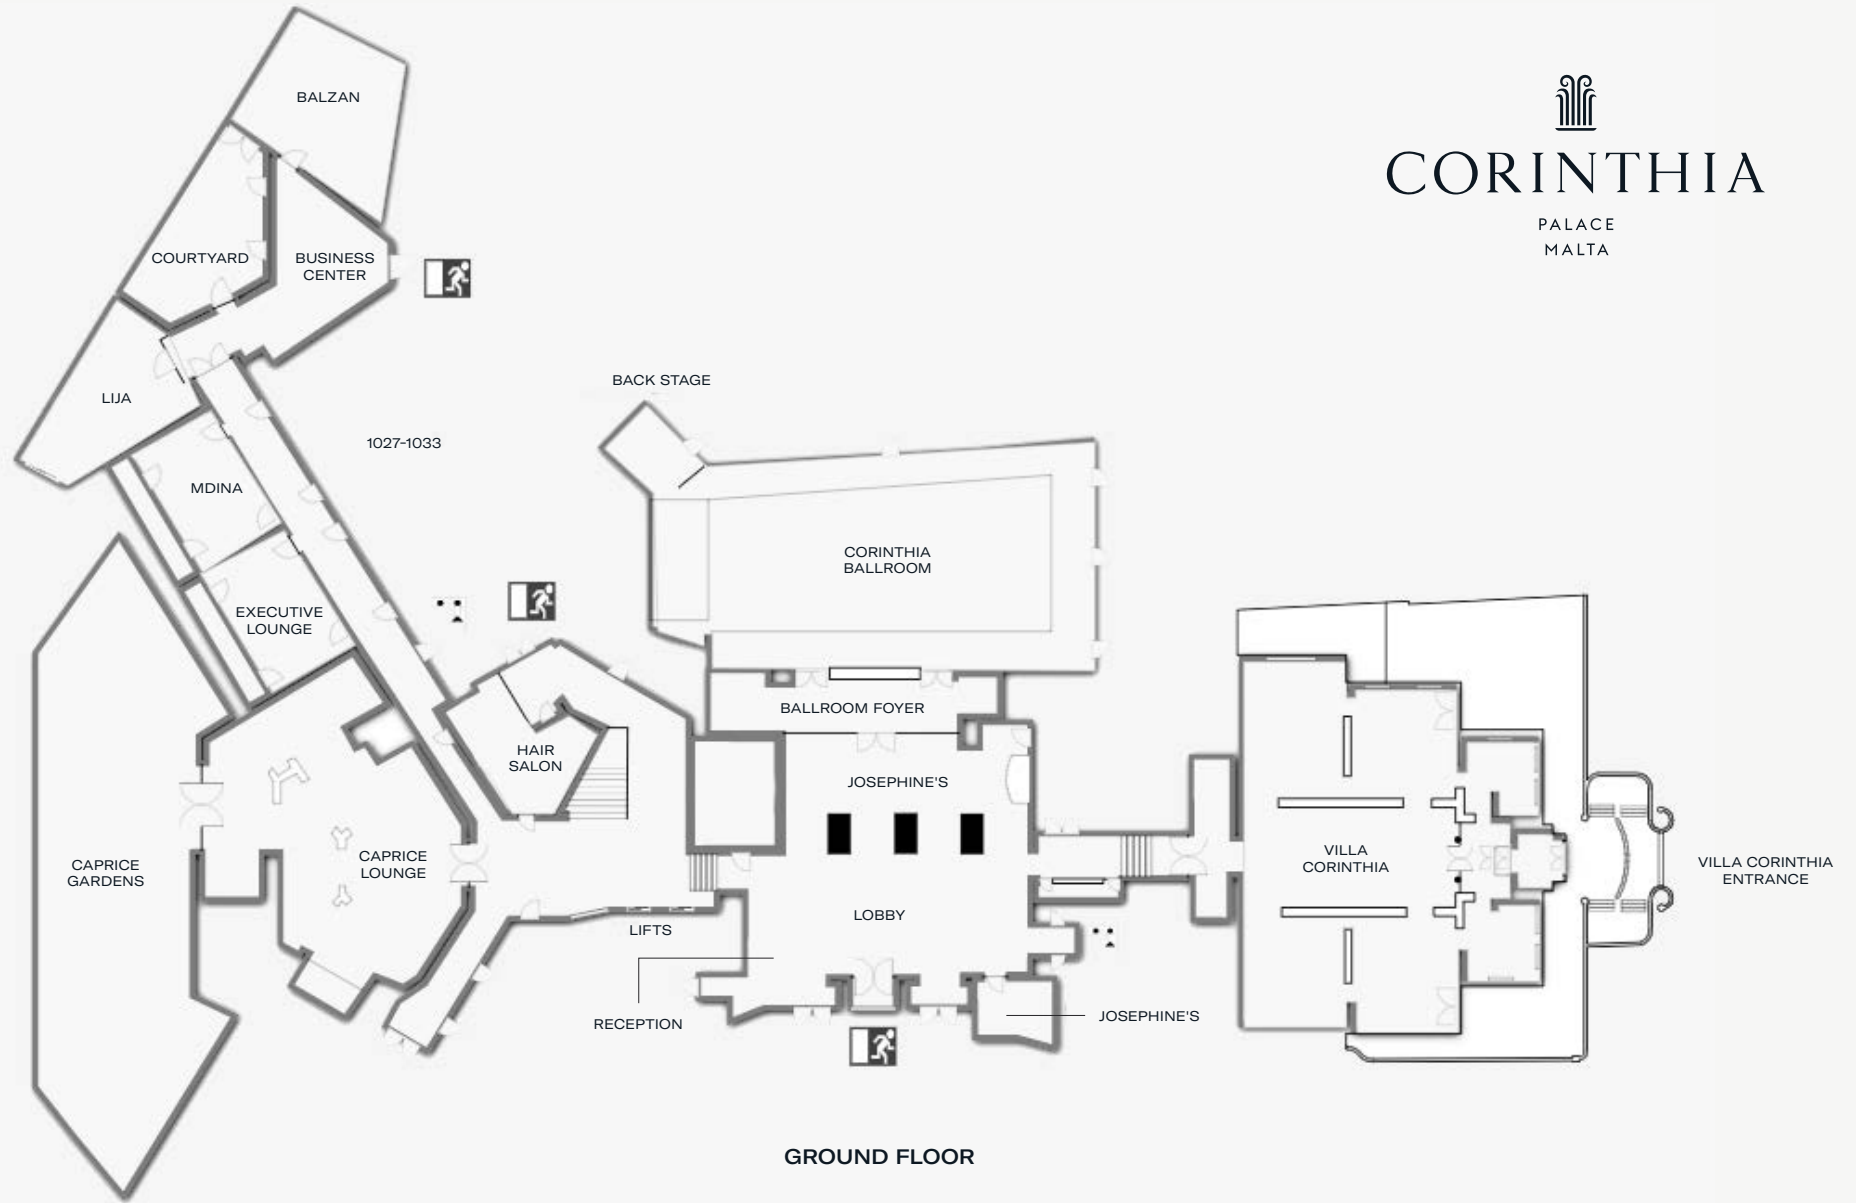 BALZAN
CORINTHIA
PALACE
MALTA
COURTYARD
BUSINESS
CENTER
BACK STAGE
LIJA
1027-1033
MDINA
CORINTHIA
BALLROOM
EXECUTIVE
LOUNGE
BALLROOM FOYER
HAIR
SALON
JOSEPHINE'S
CAPRICE
GARDENS
CAPRICE
LOUNGE
VILLA
CORINTHIA
VILLA CORINTHIA
ENTRANCE
LOBBY
LIFTS
RECEPTION
JOSEPHINE'S
GROUND FLOOR